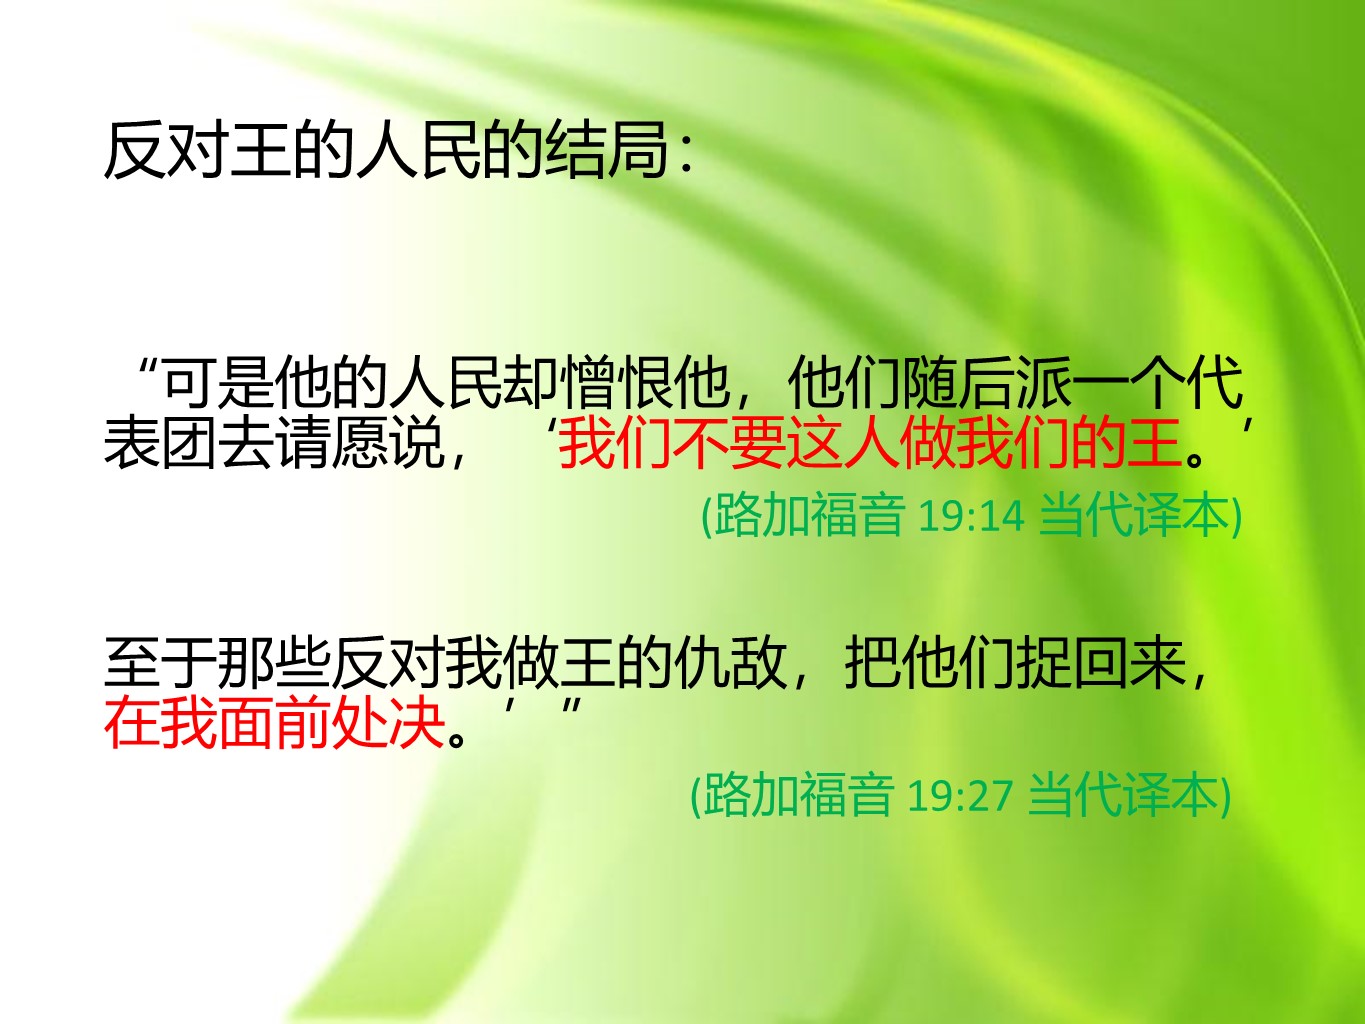 反对王的人民的结局：
“可是他的人民却憎恨他，他们随后派一个代
表团去请愿说，‘我们不要这人做我们的王。’
(路加福音 19:14 当代译本)
至于那些反对我做王的仇敌，把他们捉回来，
在我面前处决。’”
(路加福音 19:27 当代译本)